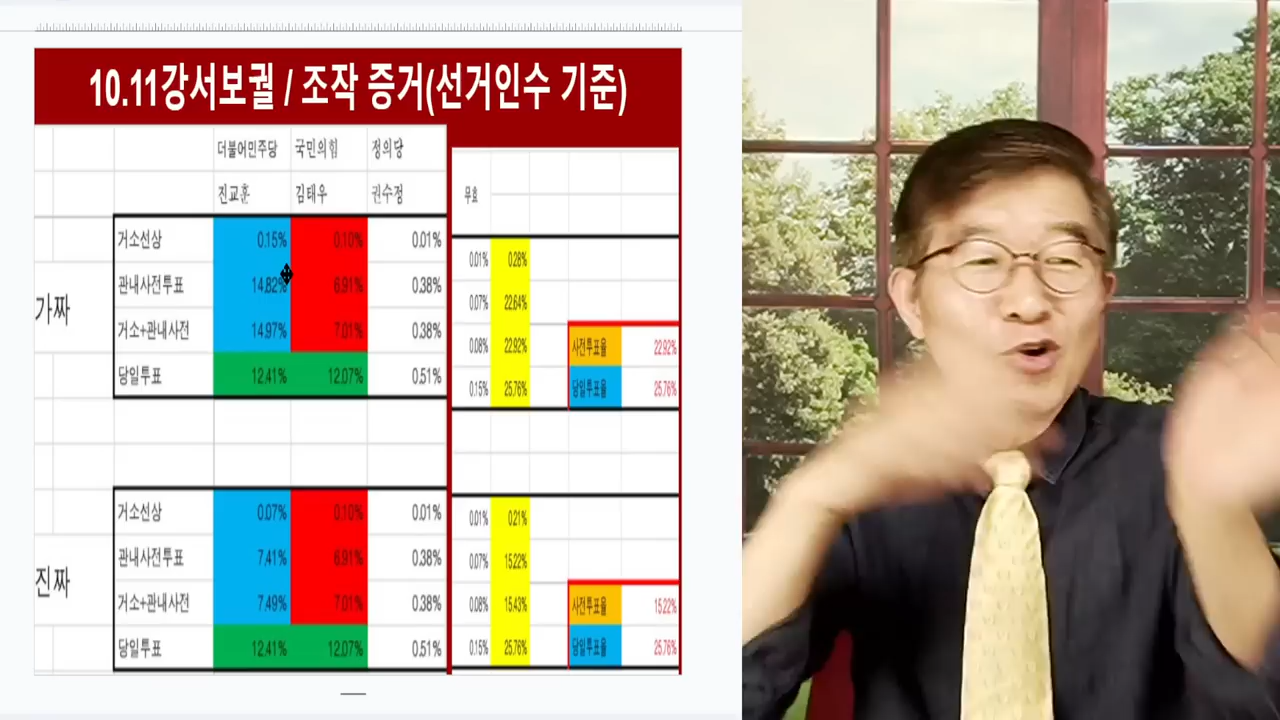 10.11강서보궐 / 조작 증거(선거인수 기준)
더불어민주당 국민의힘 정의당
진교훈 김태우 권수정 무효
가짜
거소선상 0.15% 0.10% 0.01% 0.01% 0.28%
관내사전투표 14.82% 6.91% 0.38% 0.07% 22.64%
거소+관내사전 14.97% 7.01% 0.38% 0.08% 22.92% 사전투표율 22.92%
당일투표 12.41% 12.07% 0.51% 0.15% 25.76% 당일투표율 25.76%
진짜
거소선상 0.07% 0.10% 0.01% 0.01% 0.21%
관내사전투표 7.41% 6.91% 0.38% 0.07% 15.22%
거소+관내사전 7.49% 7.01% 0.38% 0.08% 15.43% 사전투표율 15.22%
당일투표 12.41% 12.07% 0.51% 0.15% 25.76% 당일투표율 25.76%